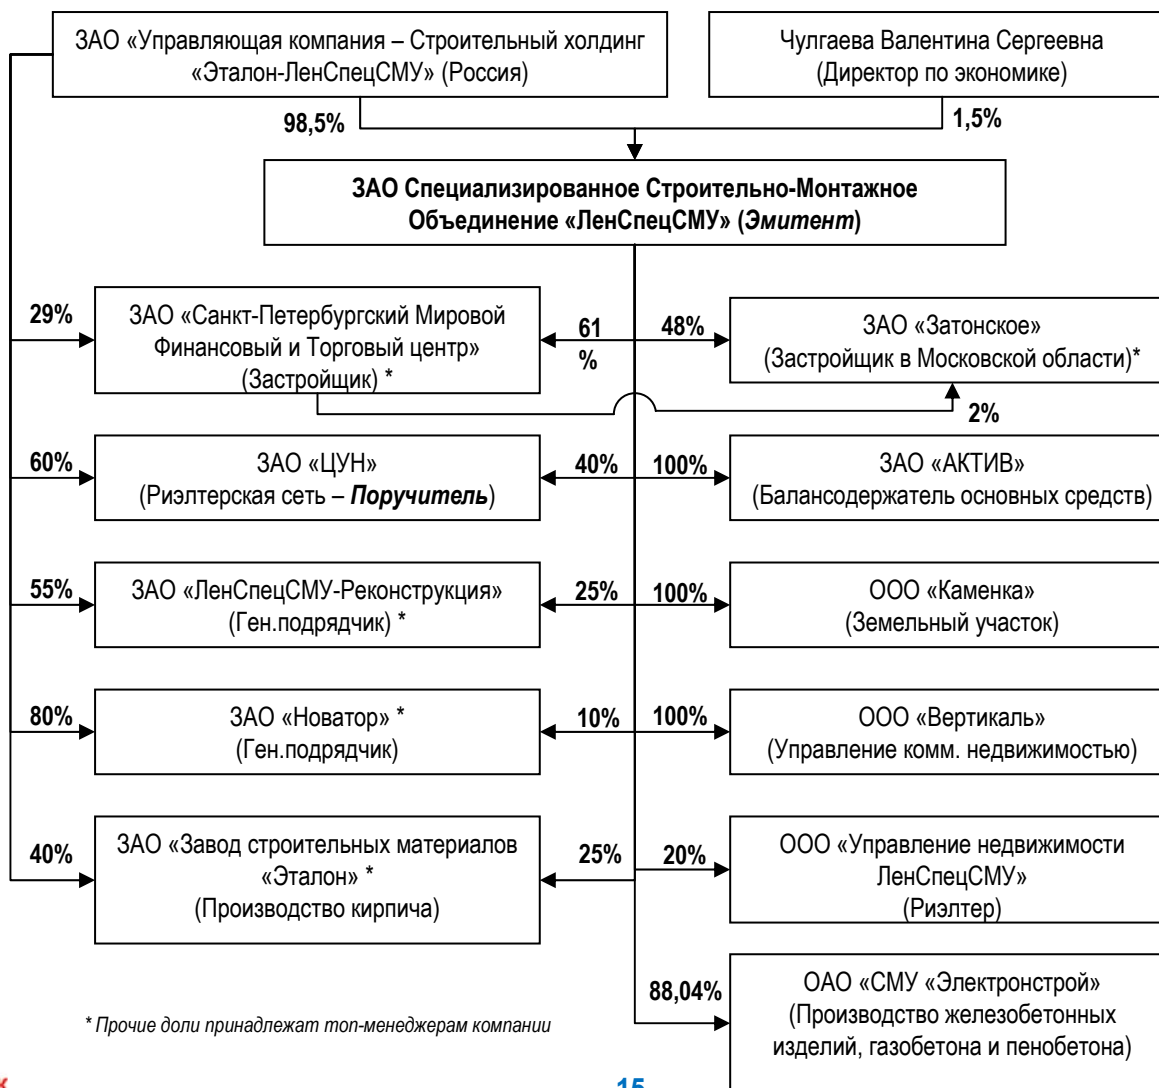 ЗАО «Управляющая компания – Строительный холдинг
«Эталон-ЛенСпецСМУ» (Россия)
Чулгаева Валентина Сергеевна
(Директор по экономике)
98,5%
1,5%
ЗАО Специализированное Строительно-Монтажное
Объединение «ЛенСпецСМУ» (Эмитент)
29%
ЗАО «Санкт-Петербургский Мировой
Финансовый и Торговый центр»
(Застройщик) *
61
%
48%
ЗАО «Затонское»
(Застройщик в Московской области)*
2%
60%
ЗАО «ЦУН»
(Риэлтерская сеть – Поручитель)
40%
100%
ЗАО «АКТИВ»
(Балансодержатель основных средств)
55%
ЗАО «ЛенСпецСМУ-Реконструкция»
(Ген.подрядчик) *
25%
100%
ООО «Каменка»
(Земельный участок)
80%
ЗАО «Новатор» *
(Ген.подрядчик)
10%
100%
ООО «Вертикаль»
(Управление комм. недвижимостью)
40%
ЗАО «Завод строительных материалов
«Эталон» *
(Производство кирпича)
25%
20%
ООО «Управление недвижимости
ЛенСпецСМУ»
(Риэлтер)
88,04%
ОАО «СМУ «Электронстрой»
(Производство железобетонных
изделий, газобетона и пенобетона)
* Прочие доли принадлежат топ-менеджерам компании
15